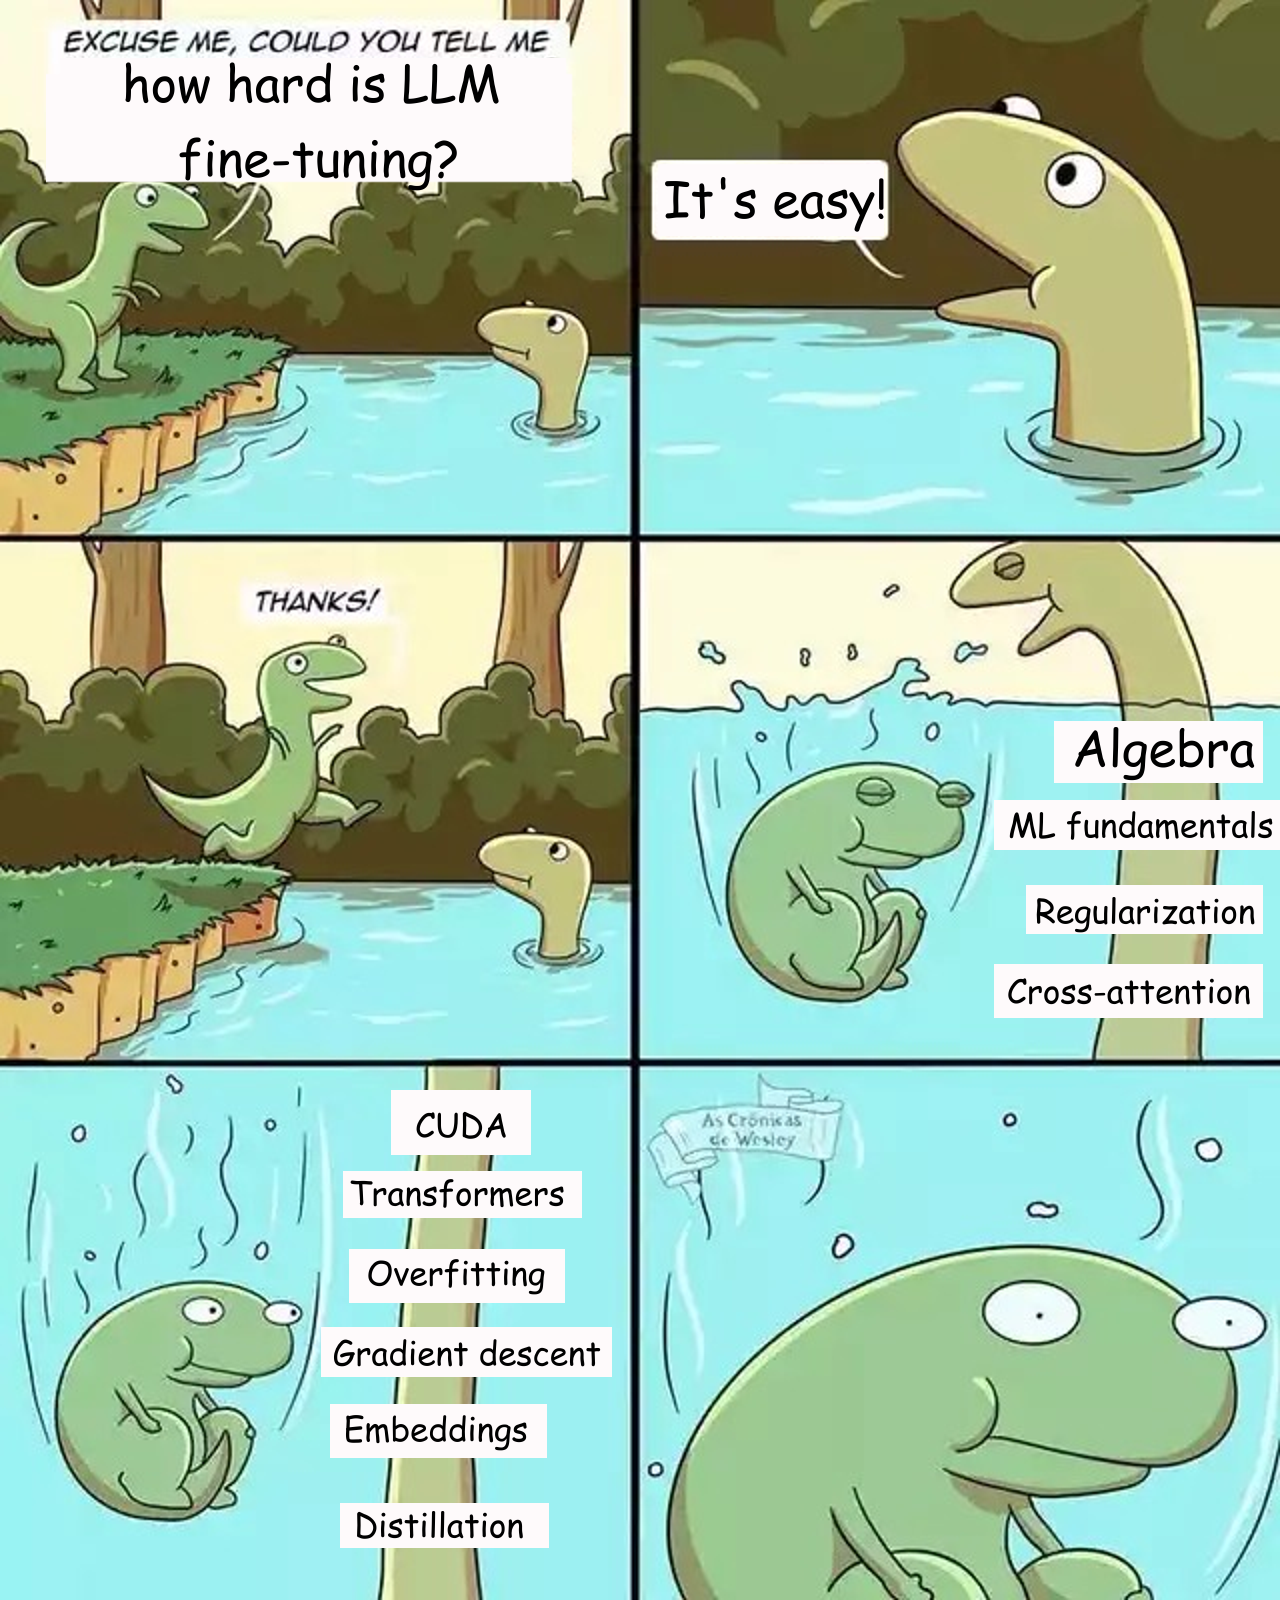 EXCUSE ME, COULD YOU TELL ME
how hard is LLM
fine-tuning?
It's easy!
THANKS!
Algebra
ML fundamentals
Regularization
Cross-attention
CUDA
Transformers
Overfitting
Gradient descent
Embeddings
Distillation
As Crônicas
de Wesley